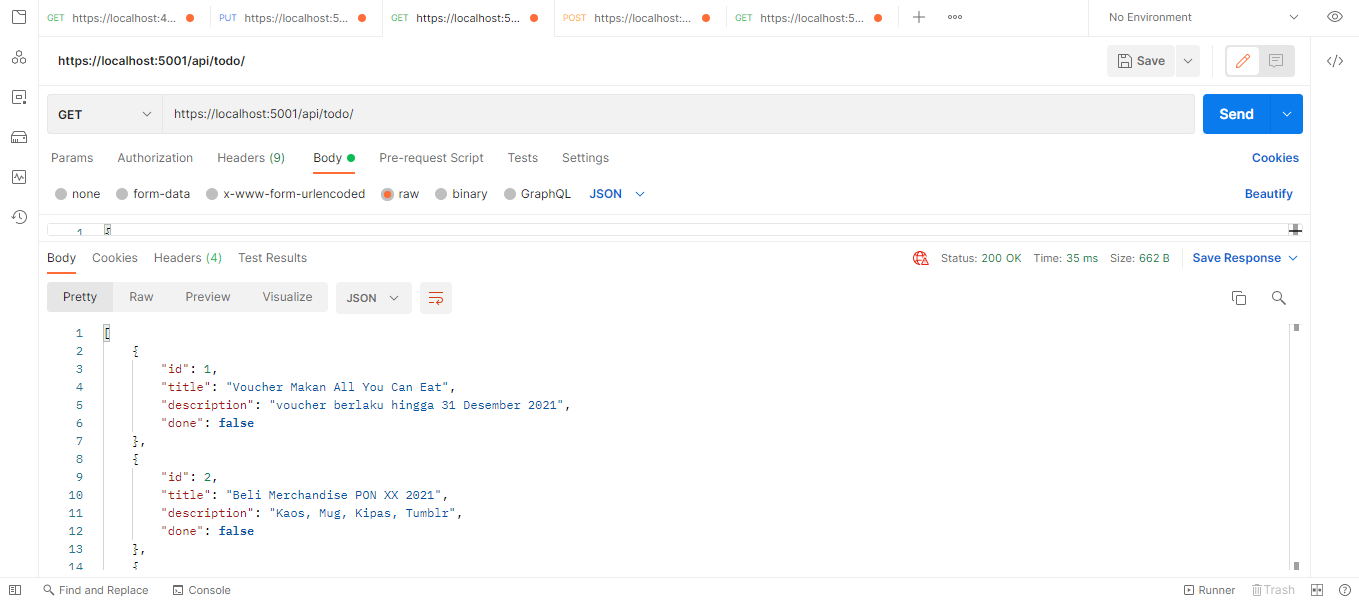 GET https://localhost:4...
PUT https://localhost:5...
GET https://localhost:5...
POST https://localhost:...
GET https://localhost:5...
No Environment
https://localhost:5001/api/todo/
Save
GET https://localhost:5001/api/todo/
Send
Params Authorization Headers (9) Body Pre-request Script Tests Settings Cookies
none form-data x-www-form-urlencoded raw binary GraphQL JSON Beautify
1 [
Body Cookies Headers (4) Test Results Status: 200 OK Time: 35 ms Size: 662 B Save Response
Pretty Raw Preview Visualize JSON
1 [
2 {
3 "id": 1,
4 "title": "Voucher Makan All You Can Eat",
5 "description": "voucher berlaku hingga 31 Desember 2021",
6 "done": false
7 },
8 {
9 "id": 2,
10 "title": "Beli Merchandise PON XX 2021",
11 "description": "Kaos, Mug, Kipas, Tumblr",
12 "done": false
13 },
14 {
Find and Replace Console Runner Trash